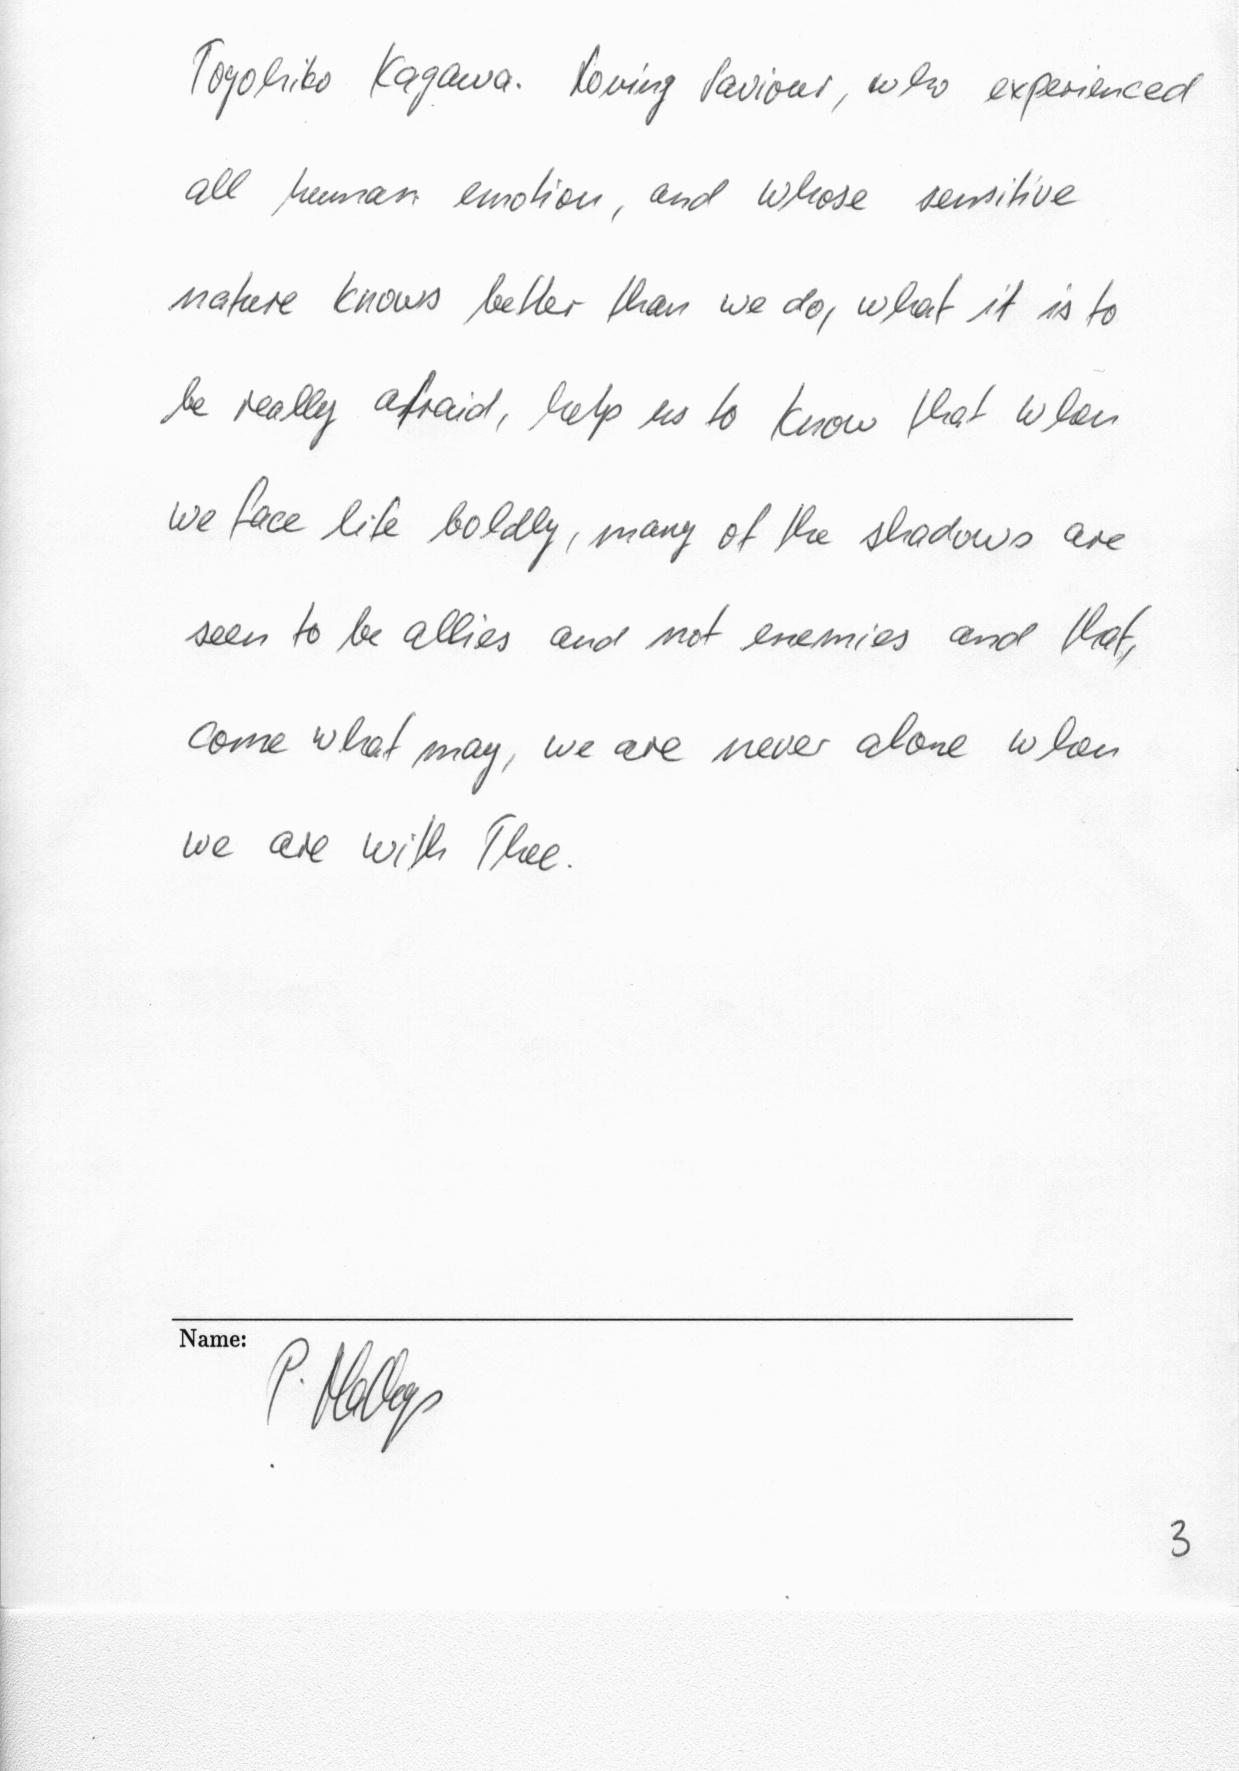 Toyohiko Kagawa. Loving Saviour, who experienced
all human emotion, and whose sensitive
nature knows better than we do, what it is to
be really afraid, help us to know that when
we face life boldly, many of the shadows are
seen to be allies and not enemies and that,
come what may, we are never alone when
we are with Thee.
Name:
P.
3